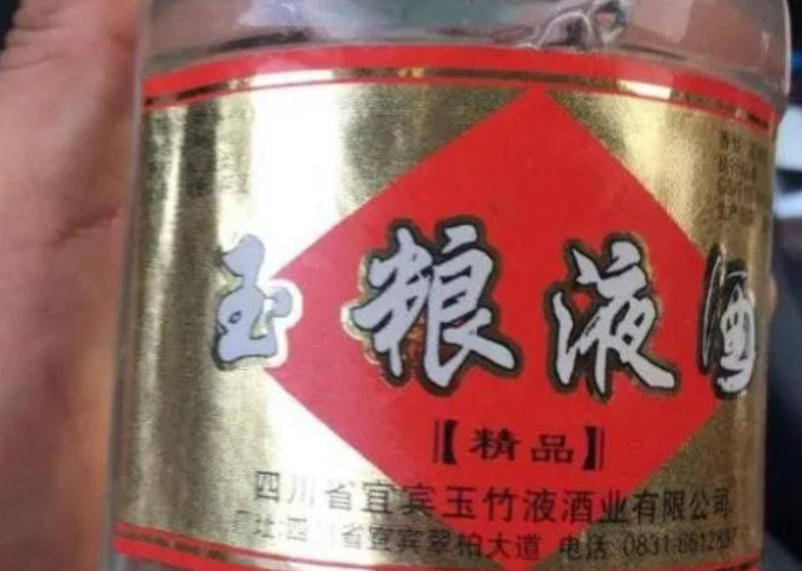 玉粮液酒
【精品】
四川省宜宾玉竹液酒业有限公司
厂址:四川省宜宾翠柏大道 电话:0831-6612887